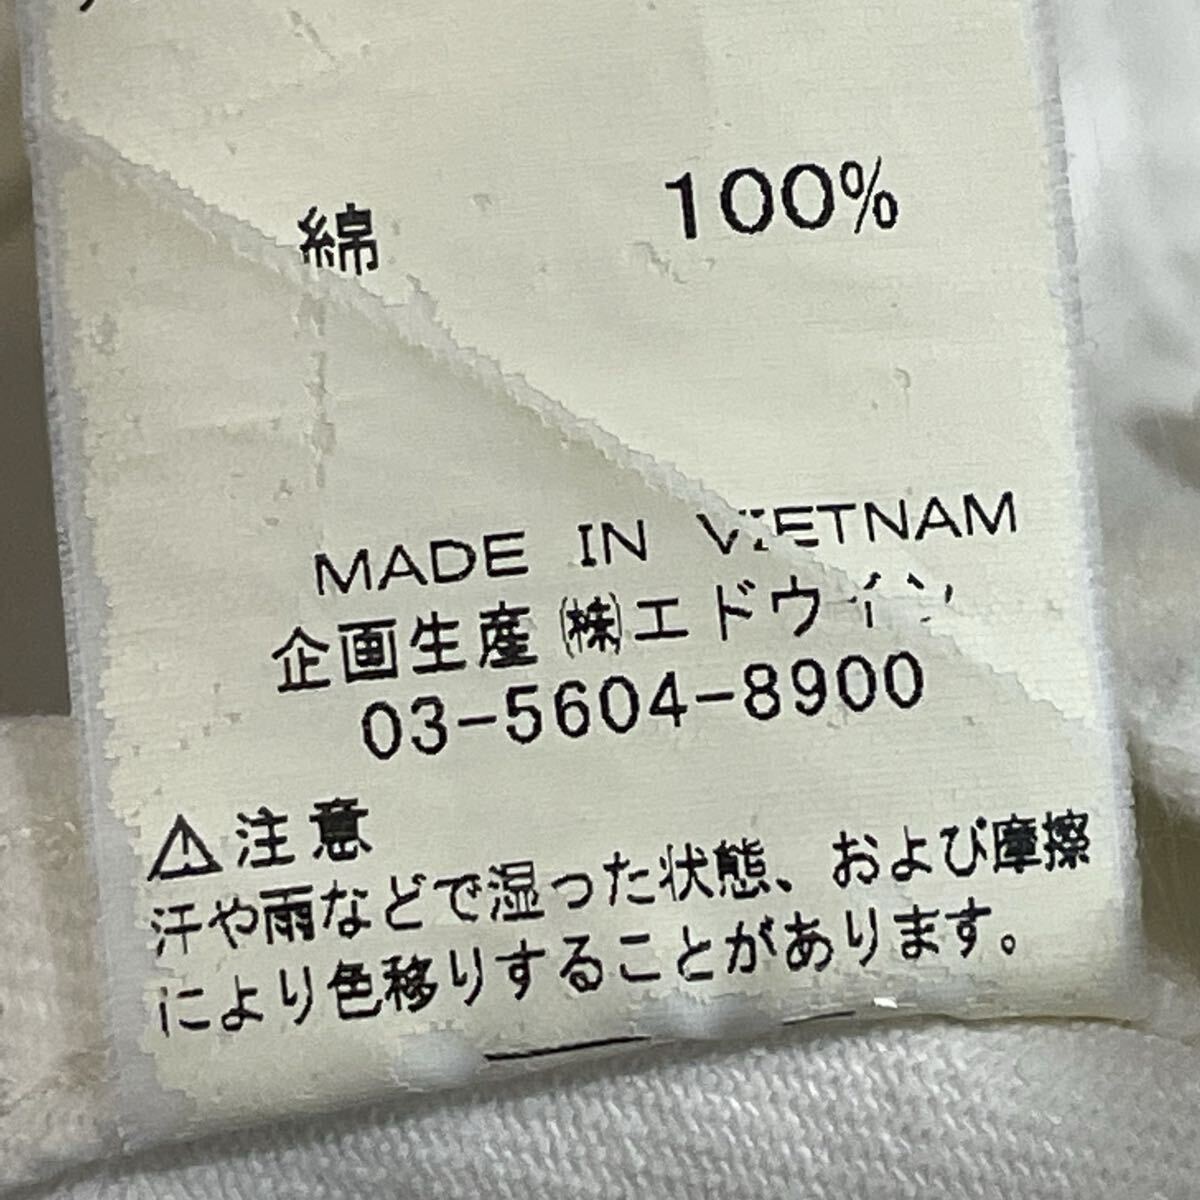 綿 100%
MADE IN VIETNAM
企画生産㈱エドウイン
03-5604-8900
⚠注意
汗や雨などで湿った状態、および摩擦
により色移りすることがあります。